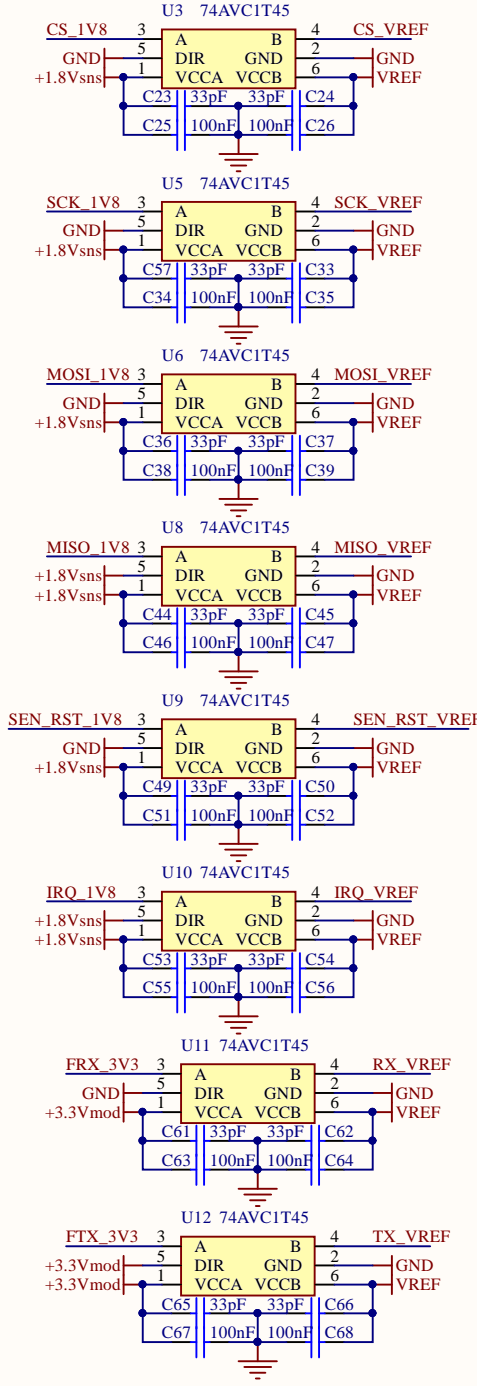 U3 74AVC1T45
CS_1V8 3 A B 4 CS_VREF
GND 5 DIR GND 2 GND
+1.8Vsns 1 VCCA VCCB 6 VREF
C23 33pF 33pF C24
C25 100nF 100nF C26
U5 74AVC1T45
SCK_1V8 3 A B 4 SCK_VREF
GND 5 DIR GND 2 GND
+1.8Vsns 1 VCCA VCCB 6 VREF
C57 33pF 33pF C33
C34 100nF 100nF C35
U6 74AVC1T45
MOSI_1V8 3 A B 4 MOSI_VREF
GND 5 DIR GND 2 GND
+1.8Vsns 1 VCCA VCCB 6 VREF
C36 33pF 33pF C37
C38 100nF 100nF C39
U8 74AVC1T45
MISO_1V8 3 A B 4 MISO_VREF
+1.8Vsns 5 DIR GND 2 GND
+1.8Vsns 1 VCCA VCCB 6 VREF
C44 33pF 33pF C45
C46 100nF 100nF C47
U9 74AVC1T45
SEN_RST_1V8 3 A B 4 SEN_RST_VREF
GND 5 DIR GND 2 GND
+1.8Vsns 1 VCCA VCCB 6 VREF
C49 33pF 33pF C50
C51 100nF 100nF C52
U10 74AVC1T45
IRQ_1V8 3 A B 4 IRQ_VREF
+1.8Vsns 5 DIR GND 2 GND
+1.8Vsns 1 VCCA VCCB 6 VREF
C53 33pF 33pF C54
C55 100nF 100nF C56
U11 74AVC1T45
FRX_3V3 3 A B 4 RX_VREF
GND 5 DIR GND 2 GND
+3.3Vmod 1 VCCA VCCB 6 VREF
C61 33pF 33pF C62
C63 100nF 100nF C64
U12 74AVC1T45
FTX_3V3 3 A B 4 TX_VREF
+3.3Vmod 5 DIR GND 2 GND
+3.3Vmod 1 VCCA VCCB 6 VREF
C65 33pF 33pF C66
C67 100nF 100nF C68